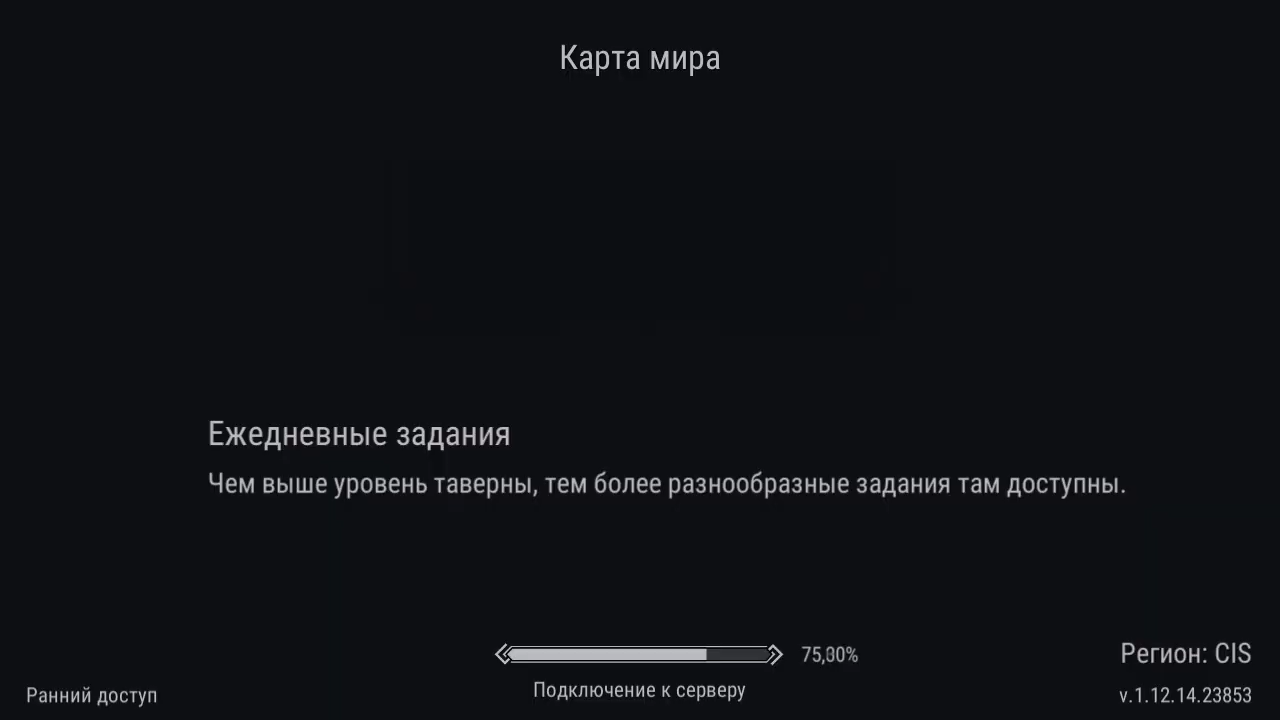 Карта мира
Ежедневные задания
Чем выше уровень таверны, тем более разнообразные задания там доступны.
75,00%
Подключение к серверу
Регион: CIS
Ранний доступ
v.1.12.14.23853